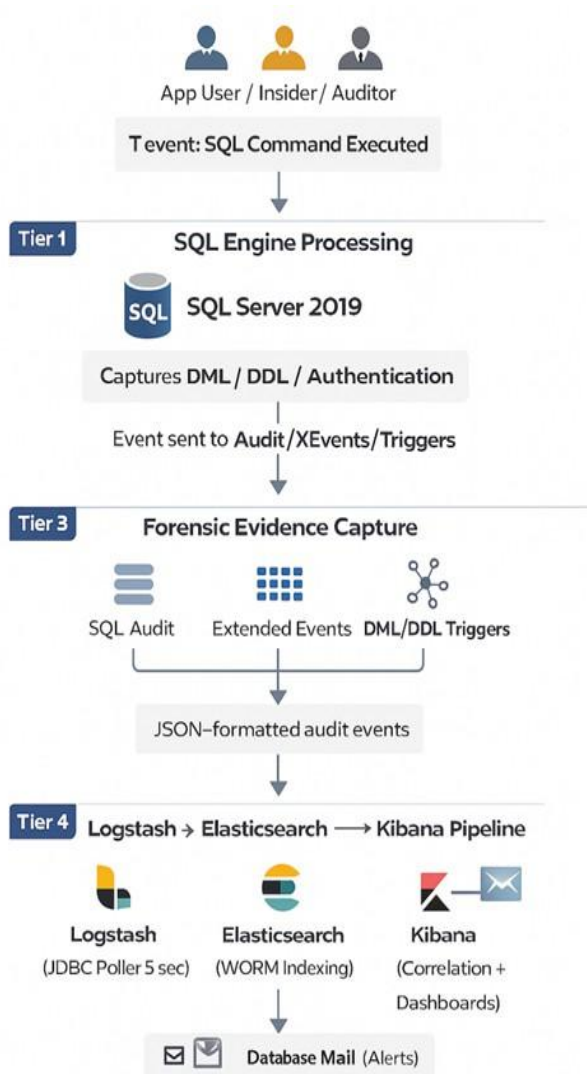 App User / Insider / Auditor
T event: SQL Command Executed
Tier 1
SQL Engine Processing
SQL
SQL Server 2019
Captures DML / DDL / Authentication
Event sent to Audit/XEvents/Triggers
Tier 3
Forensic Evidence Capture
SQL Audit
Extended Events
DML/DDL Triggers
JSON–formatted audit events
Tier 4
Logstash → Elasticsearch → Kibana Pipeline
Logstash
(JDBC Poller 5 sec)
Elasticsearch
(WORM Indexing)
Kibana
(Correlation +
Dashboards)
Database Mail (Alerts)